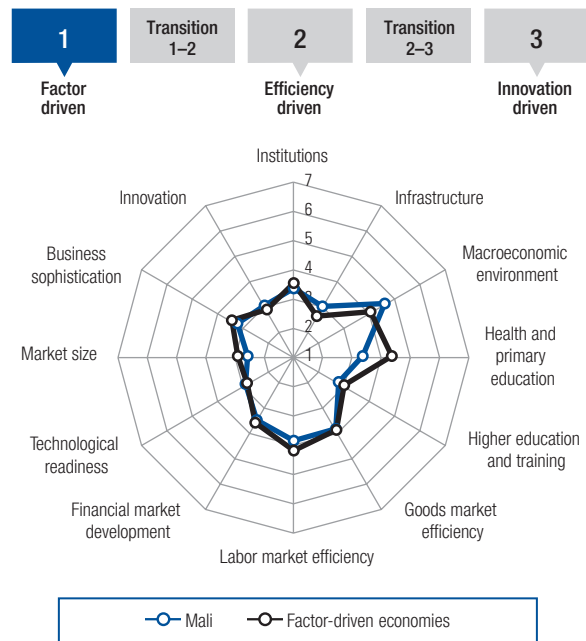 1
Transition
1–2
2
Transition
2–3
3
Factor
driven
Efficiency
driven
Innovation
driven
Institutions
7
Innovation
Infrastructure
6
5
Business
sophistication
Macroeconomic
environment
4
3
2
Market size
1
Health and
primary
education
Technological
readiness
Higher education
and training
Financial market
development
Goods market
efficiency
Labor market efficiency
Mali
Factor-driven economies